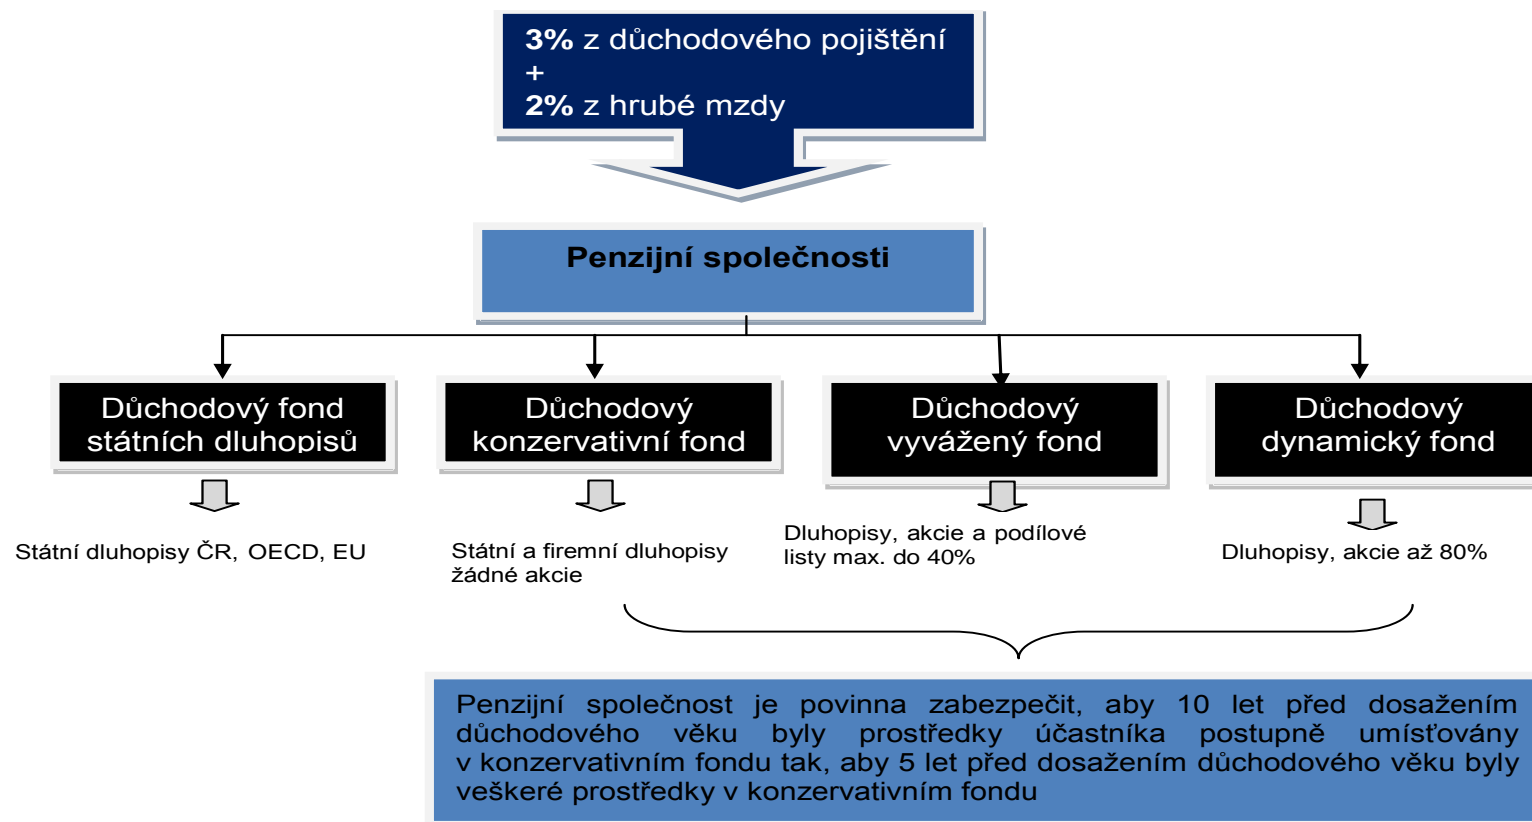 3% z důchodového pojištění
+
2% z hrubé mzdy
Penzijní společnosti
Důchodový fond
státních dluhopisů
Důchodový
konzervativní fond
Důchodový
vyvážený fond
Důchodový
dynamický fond
Státní dluhopisy ČR, OECD, EU
Státní a firemní dluhopisy
žádné akcie
Dluhopisy, akcie a podílové
listy max. do 40%
Dluhopisy, akcie až 80%
Penzijní společnost je povinna zabezpečit, aby 10 let před dosažením
důchodového věku byly prostředky účastníka postupně umísťovány
v konzervativním fondu tak, aby 5 let před dosažením důchodového věku byly
veškeré prostředky v konzervativním fondu